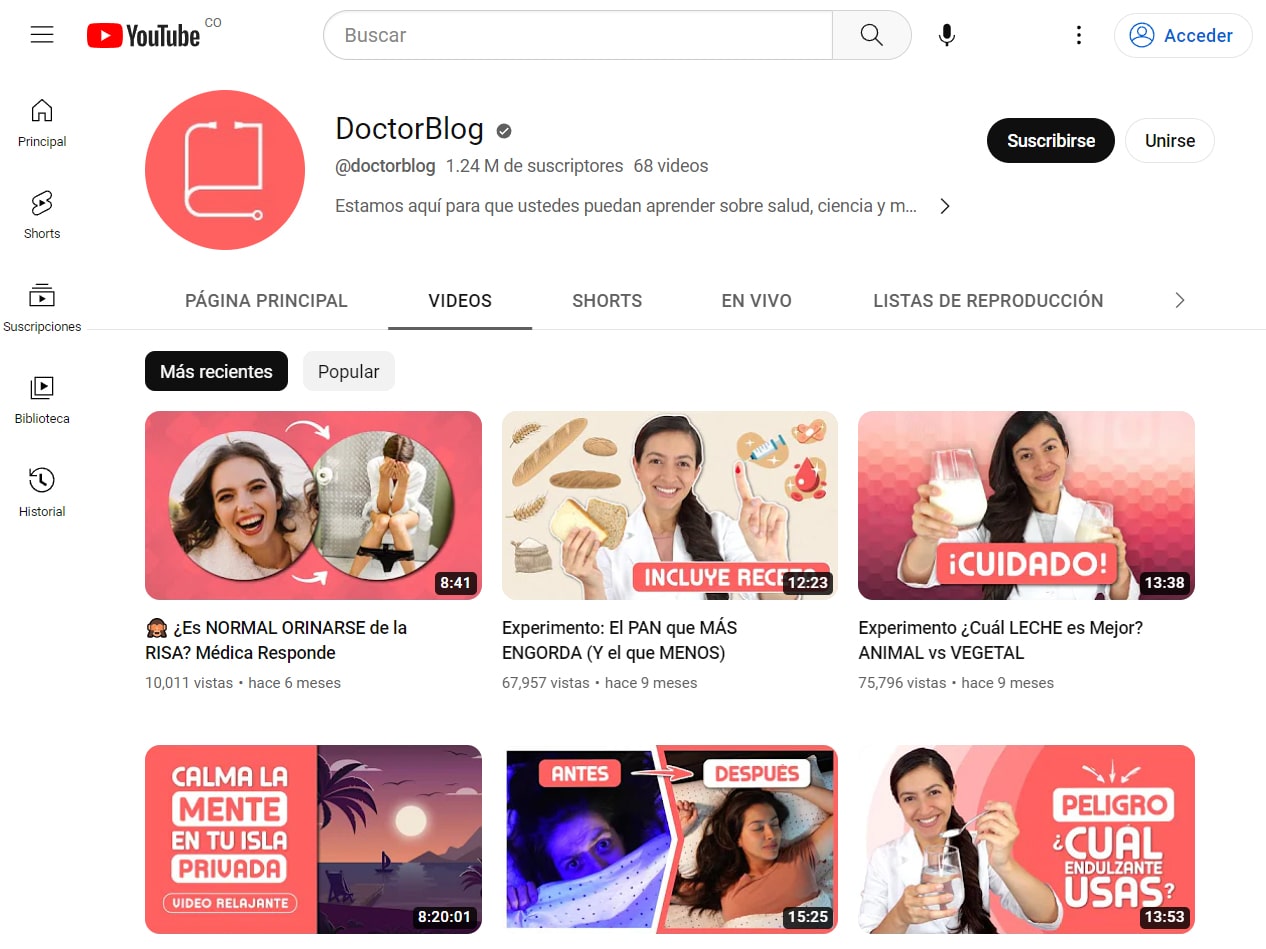 YouTube CO
Buscar
Acceder
Principal
Shorts
Suscripciones
Biblioteca
Historial
DoctorBlog
@doctorblog 1.24 M de suscriptores 68 videos
Estamos aquí para que ustedes puedan aprender sobre salud, ciencia y m...
Suscribirse
Unirse
PÁGINA PRINCIPAL
VIDEOS
SHORTS
EN VIVO
LISTAS DE REPRODUCCIÓN
Más recientes
Popular
8:41
INCLUYE RECE
12:23
¡CUIDADO!
13:38
🙊 ¿Es NORMAL ORINARSE de la
RISA? Médica Responde
10,011 vistas • hace 6 meses
Experimento: El PAN que MÁS
ENGORDA (Y el que MENOS)
67,957 vistas • hace 9 meses
Experimento ¿Cuál LECHE es Mejor?
ANIMAL vs VEGETAL
75,796 vistas • hace 9 meses
CALMA LA
MENTE
EN TU ISLA
PRIVADA
VIDEO RELAJANTE
8:20:01
ANTES
DESPUÉS
15:25
PELIGRO
¿CUÁL
ENDULZANTE
USAS?
13:53